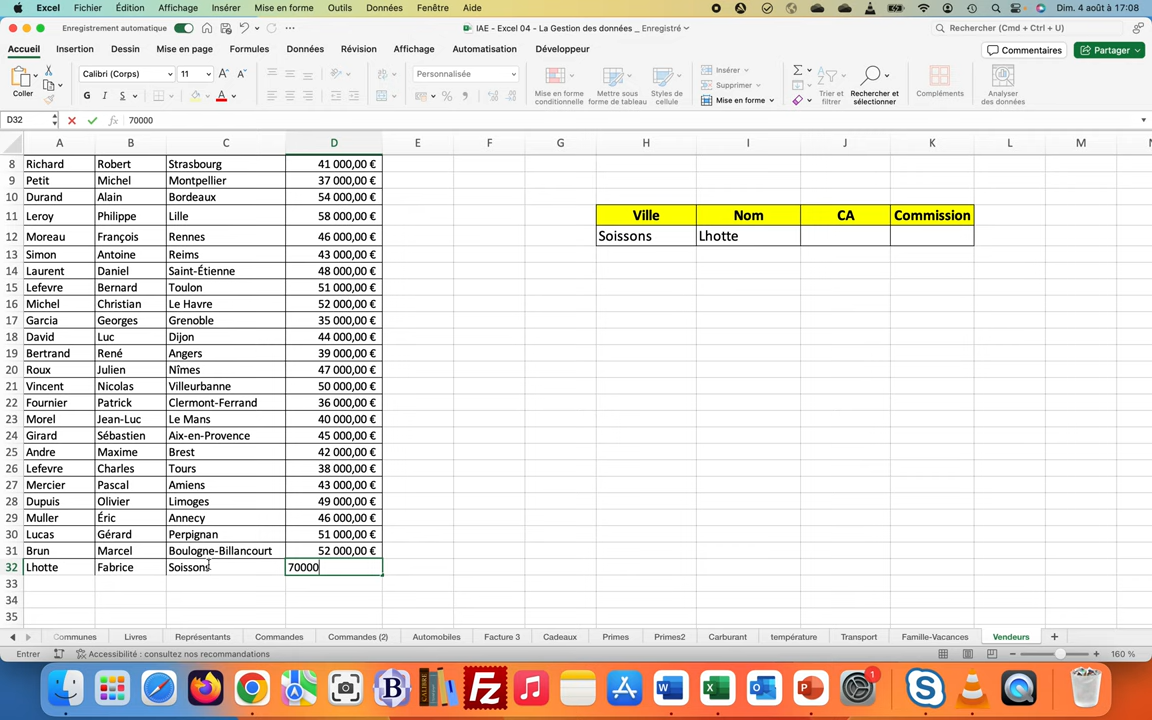 Excel Fichier Édition Affichage Insérer Mise en forme Outils Données Fenêtre Aide Dim. 4 août à 17:08
Enregistrement automatique IAE - Excel 04 - La Gestion des données _ Enregistré Rechercher (Cmd + Ctrl + U)
Accueil Insertion Dessin Mise en page Formules Données Révision Affichage Automatisation Développeur Commentaires Partager
Coller Calibri (Corps) 11 Personnalisée Insérer
Supprimer
G I S Mise en forme
Mise en forme conditionnelle Mettre sous forme de tableau Styles de cellule Trier et filtrer Rechercher et sélectionner Compléments Analyser des données
D32 fx 70000
A B C D E F G H I J K L M N
8 Richard Robert Strasbourg 41 000,00 €
9 Petit Michel Montpellier 37 000,00 €
10 Durand Alain Bordeaux 54 000,00 €
11 Leroy Philippe Lille 58 000,00 € Ville Nom CA Commission
12 Moreau François Rennes 46 000,00 € Soissons Lhotte
13 Simon Antoine Reims 43 000,00 €
14 Laurent Daniel Saint-Étienne 48 000,00 €
15 Lefevre Bernard Toulon 51 000,00 €
16 Michel Christian Le Havre 52 000,00 €
17 Garcia Georges Grenoble 35 000,00 €
18 David Luc Dijon 44 000,00 €
19 Bertrand René Angers 39 000,00 €
20 Roux Julien Nîmes 47 000,00 €
21 Vincent Nicolas Villeurbanne 50 000,00 €
22 Fournier Patrick Clermont-Ferrand 36 000,00 €
23 Morel Jean-Luc Le Mans 40 000,00 €
24 Girard Sébastien Aix-en-Provence 45 000,00 €
25 Andre Maxime Brest 42 000,00 €
26 Lefevre Charles Tours 38 000,00 €
27 Mercier Pascal Amiens 43 000,00 €
28 Dupuis Olivier Limoges 49 000,00 €
29 Muller Éric Annecy 46 000,00 €
30 Lucas Gérard Perpignan 51 000,00 €
31 Brun Marcel Boulogne-Billancourt 52 000,00 €
32 Lhotte Fabrice Soissons 70000
33
34
35
Communes Livres Représentants Commandes Commandes (2) Automobiles Facture 3 Cadeaux Primes Primes2 Carburant température Transport Famille-Vacances Vendeurs
Entrer Accessibilité : consultez nos recommandations 160 %